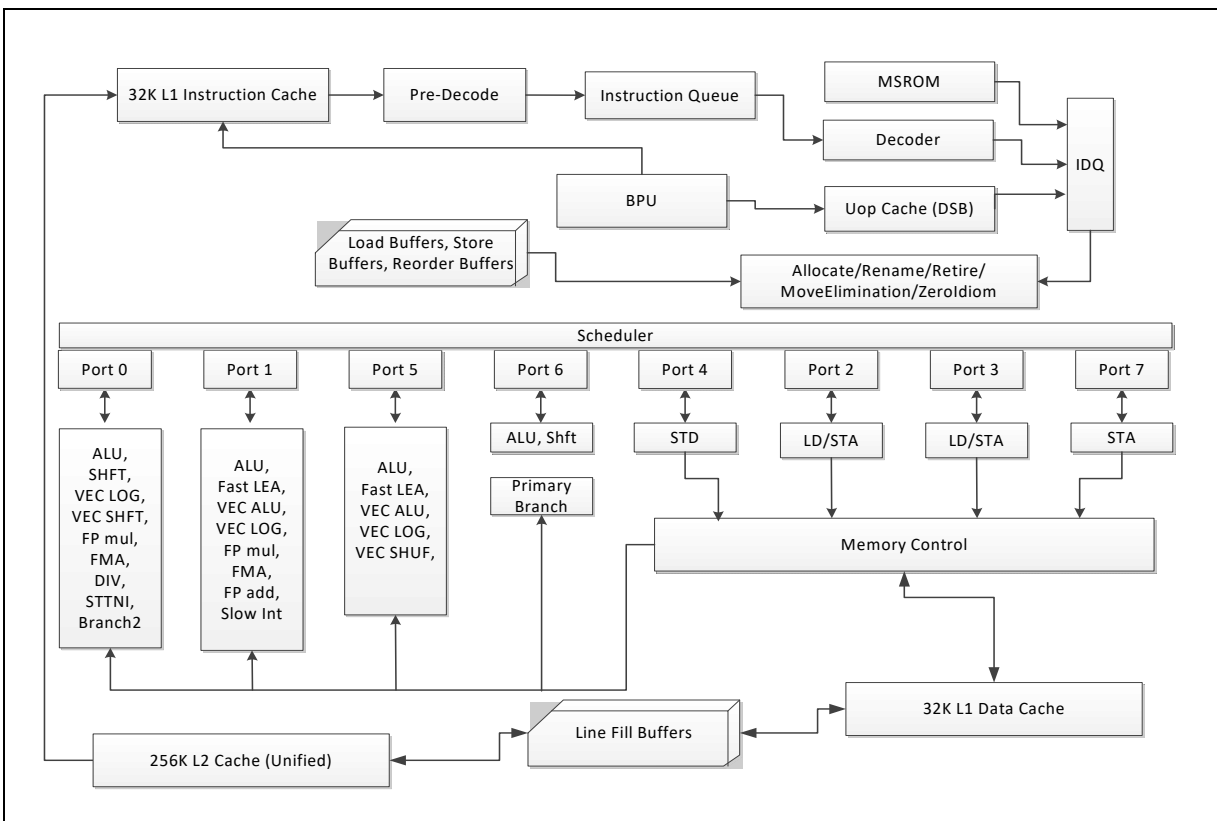 32K L1 Instruction Cache
Pre-Decode
Instruction Queue
MSROM
Decoder
IDQ
BPU
Uop Cache (DSB)
Load Buffers, Store
Buffers, Reorder Buffers
Allocate/Rename/Retire/
MoveElimination/ZeroIdiom
Scheduler
Port 0
Port 1
Port 5
Port 6
Port 4
Port 2
Port 3
Port 7
ALU,
SHFT,
VEC LOG,
VEC SHFT,
FP mul,
FMA,
DIV,
STTNI,
Branch2
ALU,
Fast LEA,
VEC ALU,
VEC LOG,
FP mul,
FMA,
FP add,
Slow Int
ALU,
Fast LEA,
VEC ALU,
VEC LOG,
VEC SHUF,
ALU, Shft
Primary
Branch
STD
LD/STA
LD/STA
STA
Memory Control
32K L1 Data Cache
Line Fill Buffers
256K L2 Cache (Unified)